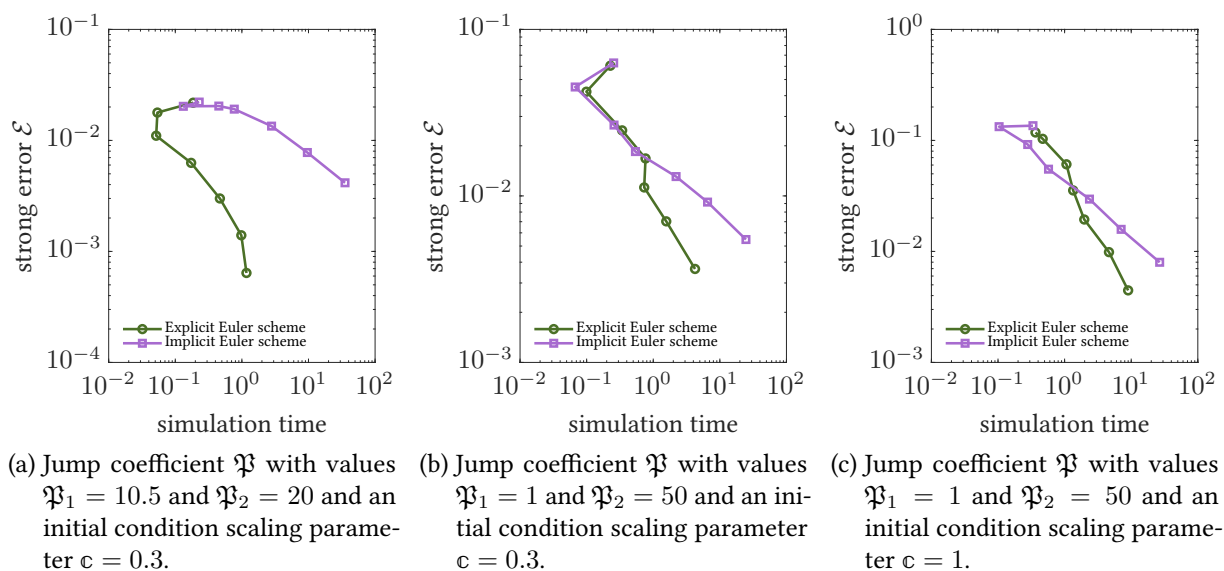 10^{-1}
10^{-2}
10^{-3}
10^{-4}
strong error ℰ
Explicit Euler scheme
Implicit Euler scheme
10^{-2} 10^{-1} 10^{0} 10^{1} 10^{2}
simulation time
(a) Jump coefficient 𝔓 with values
𝔓_1 = 10.5 and 𝔓_2 = 20 and an
initial condition scaling parame-
ter 𝕔 = 0.3.
10^{-1}
10^{-2}
10^{-3}
strong error ℰ
Explicit Euler scheme
Implicit Euler scheme
10^{-2} 10^{-1} 10^{0} 10^{1} 10^{2}
simulation time
(b) Jump coefficient 𝔓 with values
𝔓_1 = 1 and 𝔓_2 = 50 and an ini-
tial condition scaling parameter
𝕔 = 0.3.
10^{0}
10^{-1}
10^{-2}
10^{-3}
strong error ℰ
Explicit Euler scheme
Implicit Euler scheme
10^{-2} 10^{-1} 10^{0} 10^{1} 10^{2}
simulation time
(c) Jump coefficient 𝔓 with values
𝔓_1 = 1 and 𝔓_2 = 50 and an
initial condition scaling parame-
ter 𝕔 = 1.